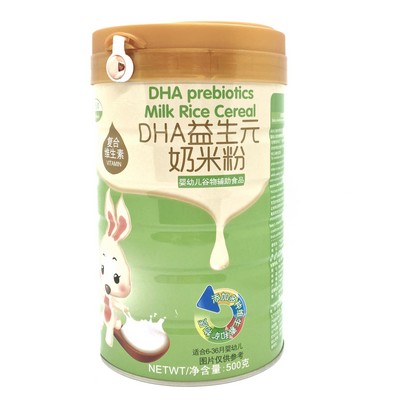 DHA prebiotics
Milk Rice Cereal
DHA益生元
奶米粉
复合
维生素
VITAMIN
婴幼儿谷物辅助食品
适合6-36月婴幼儿
图片仅供参考
NETWT/净含量:500克